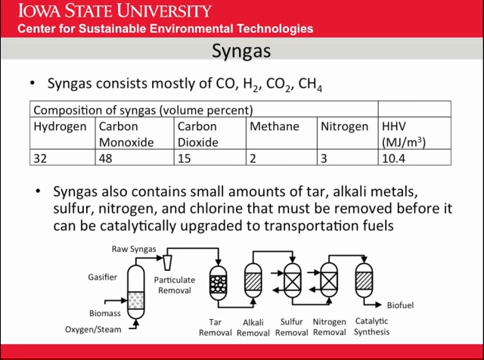 IOWA STATE UNIVERSITY
Center for Sustainable Environmental Technologies
Syngas
• Syngas consists mostly of CO, H₂, CO₂, CH₄
Composition of syngas (volume percent)
Hydrogen Carbon Monoxide Carbon Dioxide Methane Nitrogen HHV (MJ/m³)
32 48 15 2 3 10.4
• Syngas also contains small amounts of tar, alkali metals,
sulfur, nitrogen, and chlorine that must be removed before it
can be catalytically upgraded to transportation fuels
Raw Syngas
Gasifier
Particulate
Removal
Biomass
Oxygen/Steam
Biofuel
Tar Removal
Alkali Removal
Sulfur Removal
Nitrogen Removal
Catalytic Synthesis